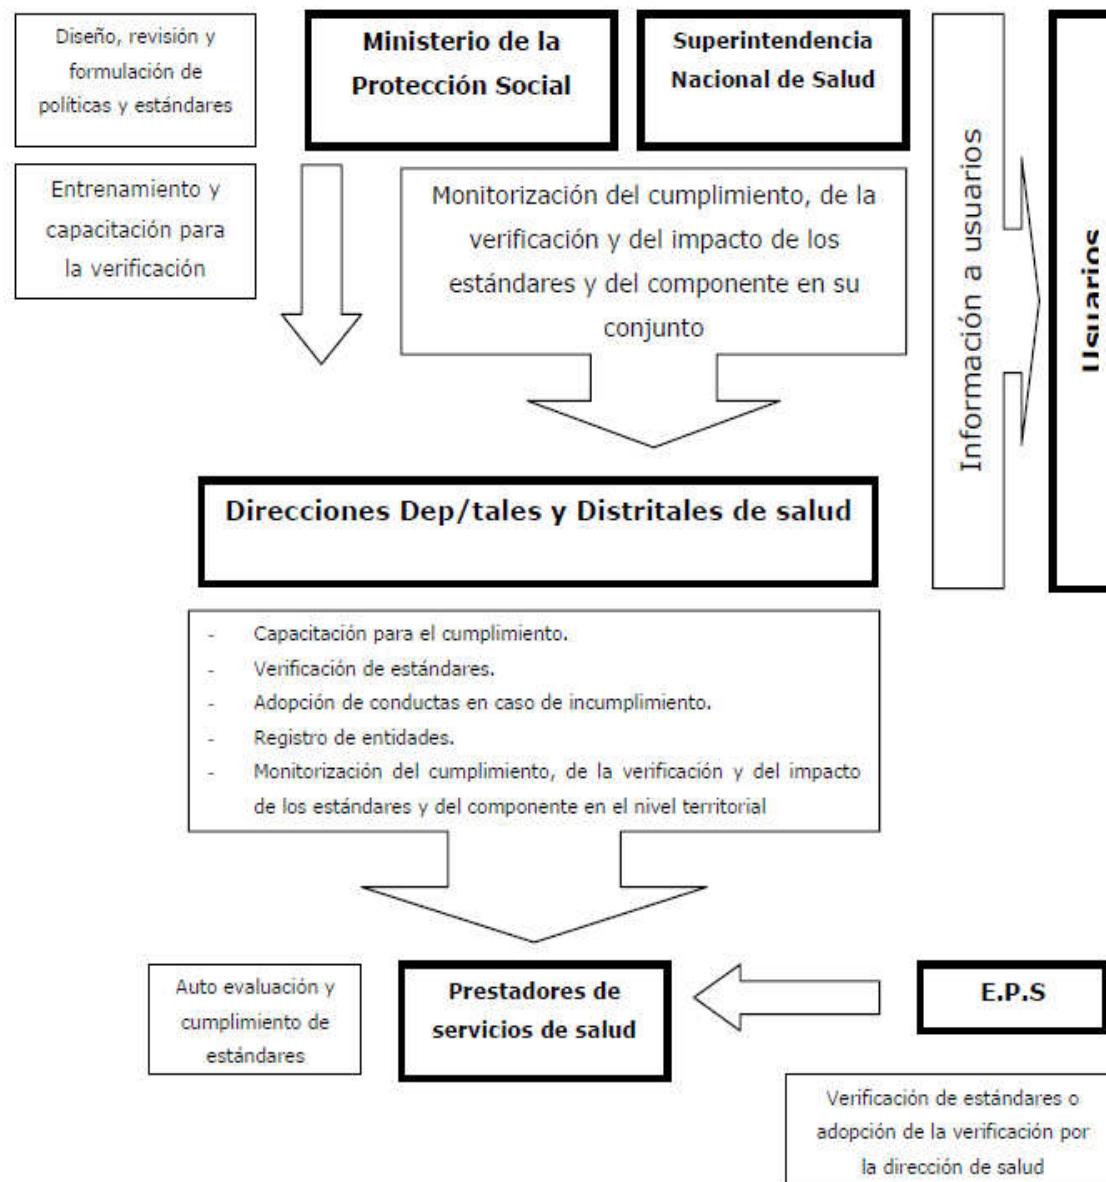 Diseño, revisión y
formulación de
políticas y estándares
Ministerio de la
Protección Social
Superintendencia
Nacional de Salud
Entrenamiento y
capacitación para
la verificación
Monitorización del cumplimiento, de la
verificación y del impacto de los
estándares y del componente en su
conjunto
Información a usuarios
Usuarios
Direcciones Dep/tales y Distritales de salud
- Capacitación para el cumplimiento.
- Verificación de estándares.
- Adopción de conductas en caso de incumplimiento.
- Registro de entidades.
- Monitorización del cumplimiento, de la verificación y del impacto
de los estándares y del componente en el nivel territorial
Auto evaluación y
cumplimiento de
estándares
Prestadores de
servicios de salud
E.P.S
Verificación de estándares o
adopción de la verificación por
la dirección de salud